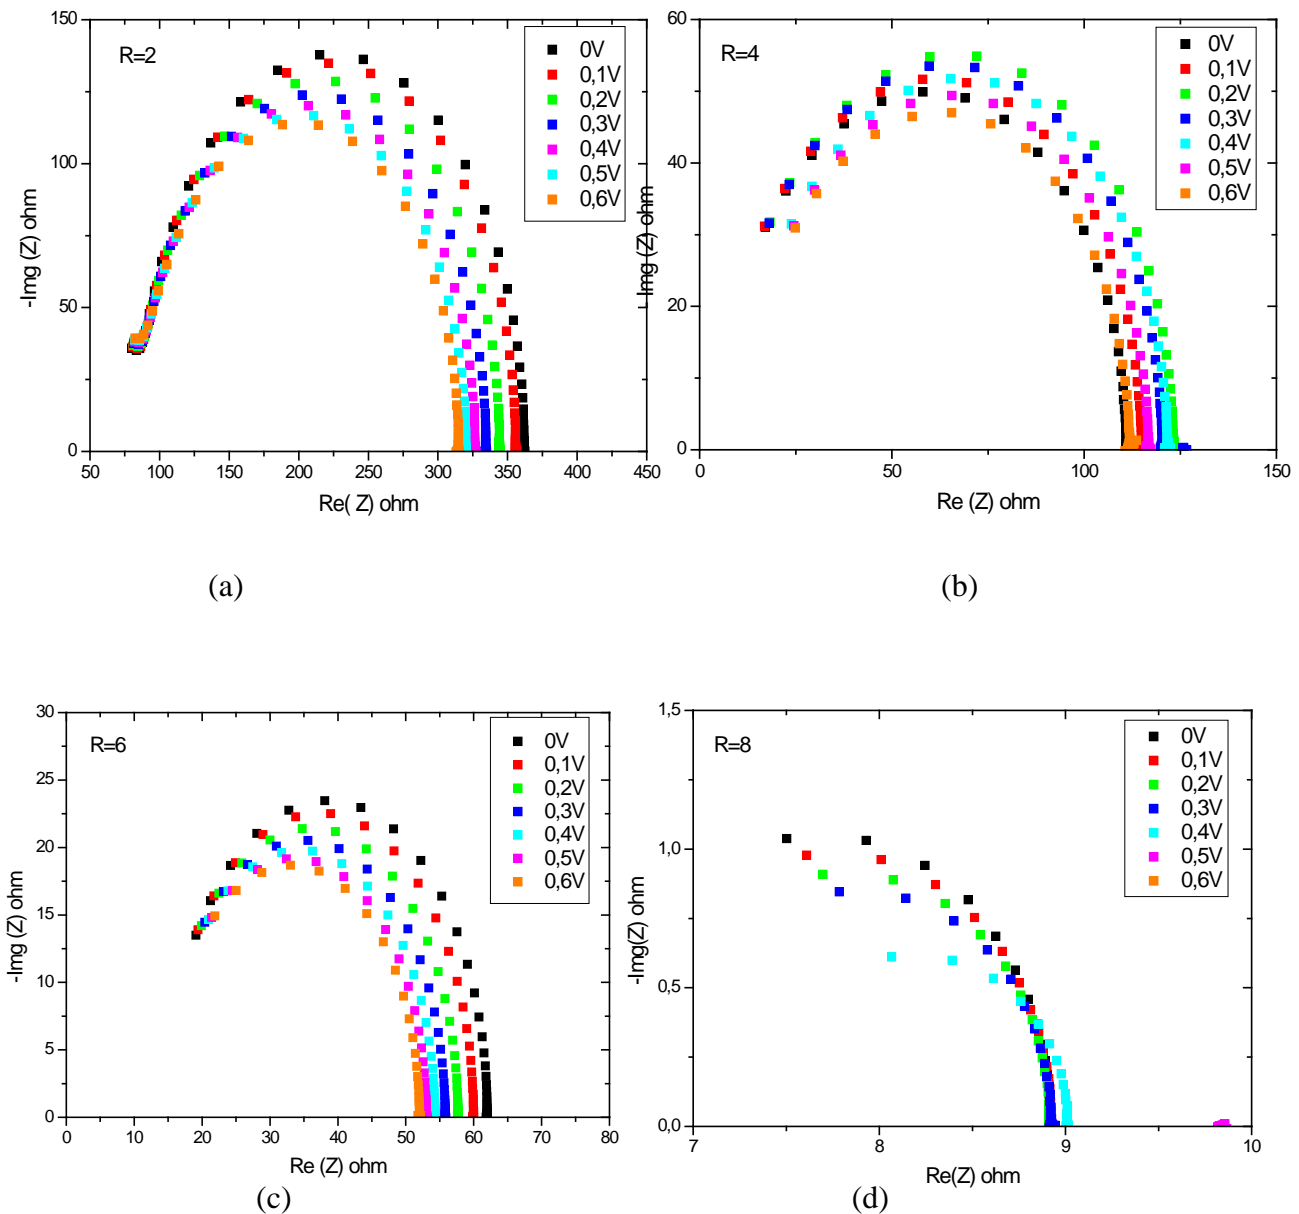 R=2
0V
0,1V
0,2V
0,3V
0,4V
0,5V
0,6V
150
100
50
0
-Img (Z) ohm
50 100 150 200 250 300 350 400 450
Re( Z) ohm
(a)
R=4
0V
0,1V
0,2V
0,3V
0,4V
0,5V
0,6V
60
40
20
0
-Img (Z) ohm
0 50 100 150
Re (Z) ohm
(b)
R=6
0V
0,1V
0,2V
0,3V
0,4V
0,5V
0,6V
30
25
20
15
10
5
0
-Img (Z) ohm
0 10 20 30 40 50 60 70 80
Re (Z) ohm
(c)
R=8
0V
0,1V
0,2V
0,3V
0,4V
0,5V
0,6V
1,5
1,0
0,5
0,0
-Img(Z) ohm
7 8 9 10
Re(Z) ohm
(d)